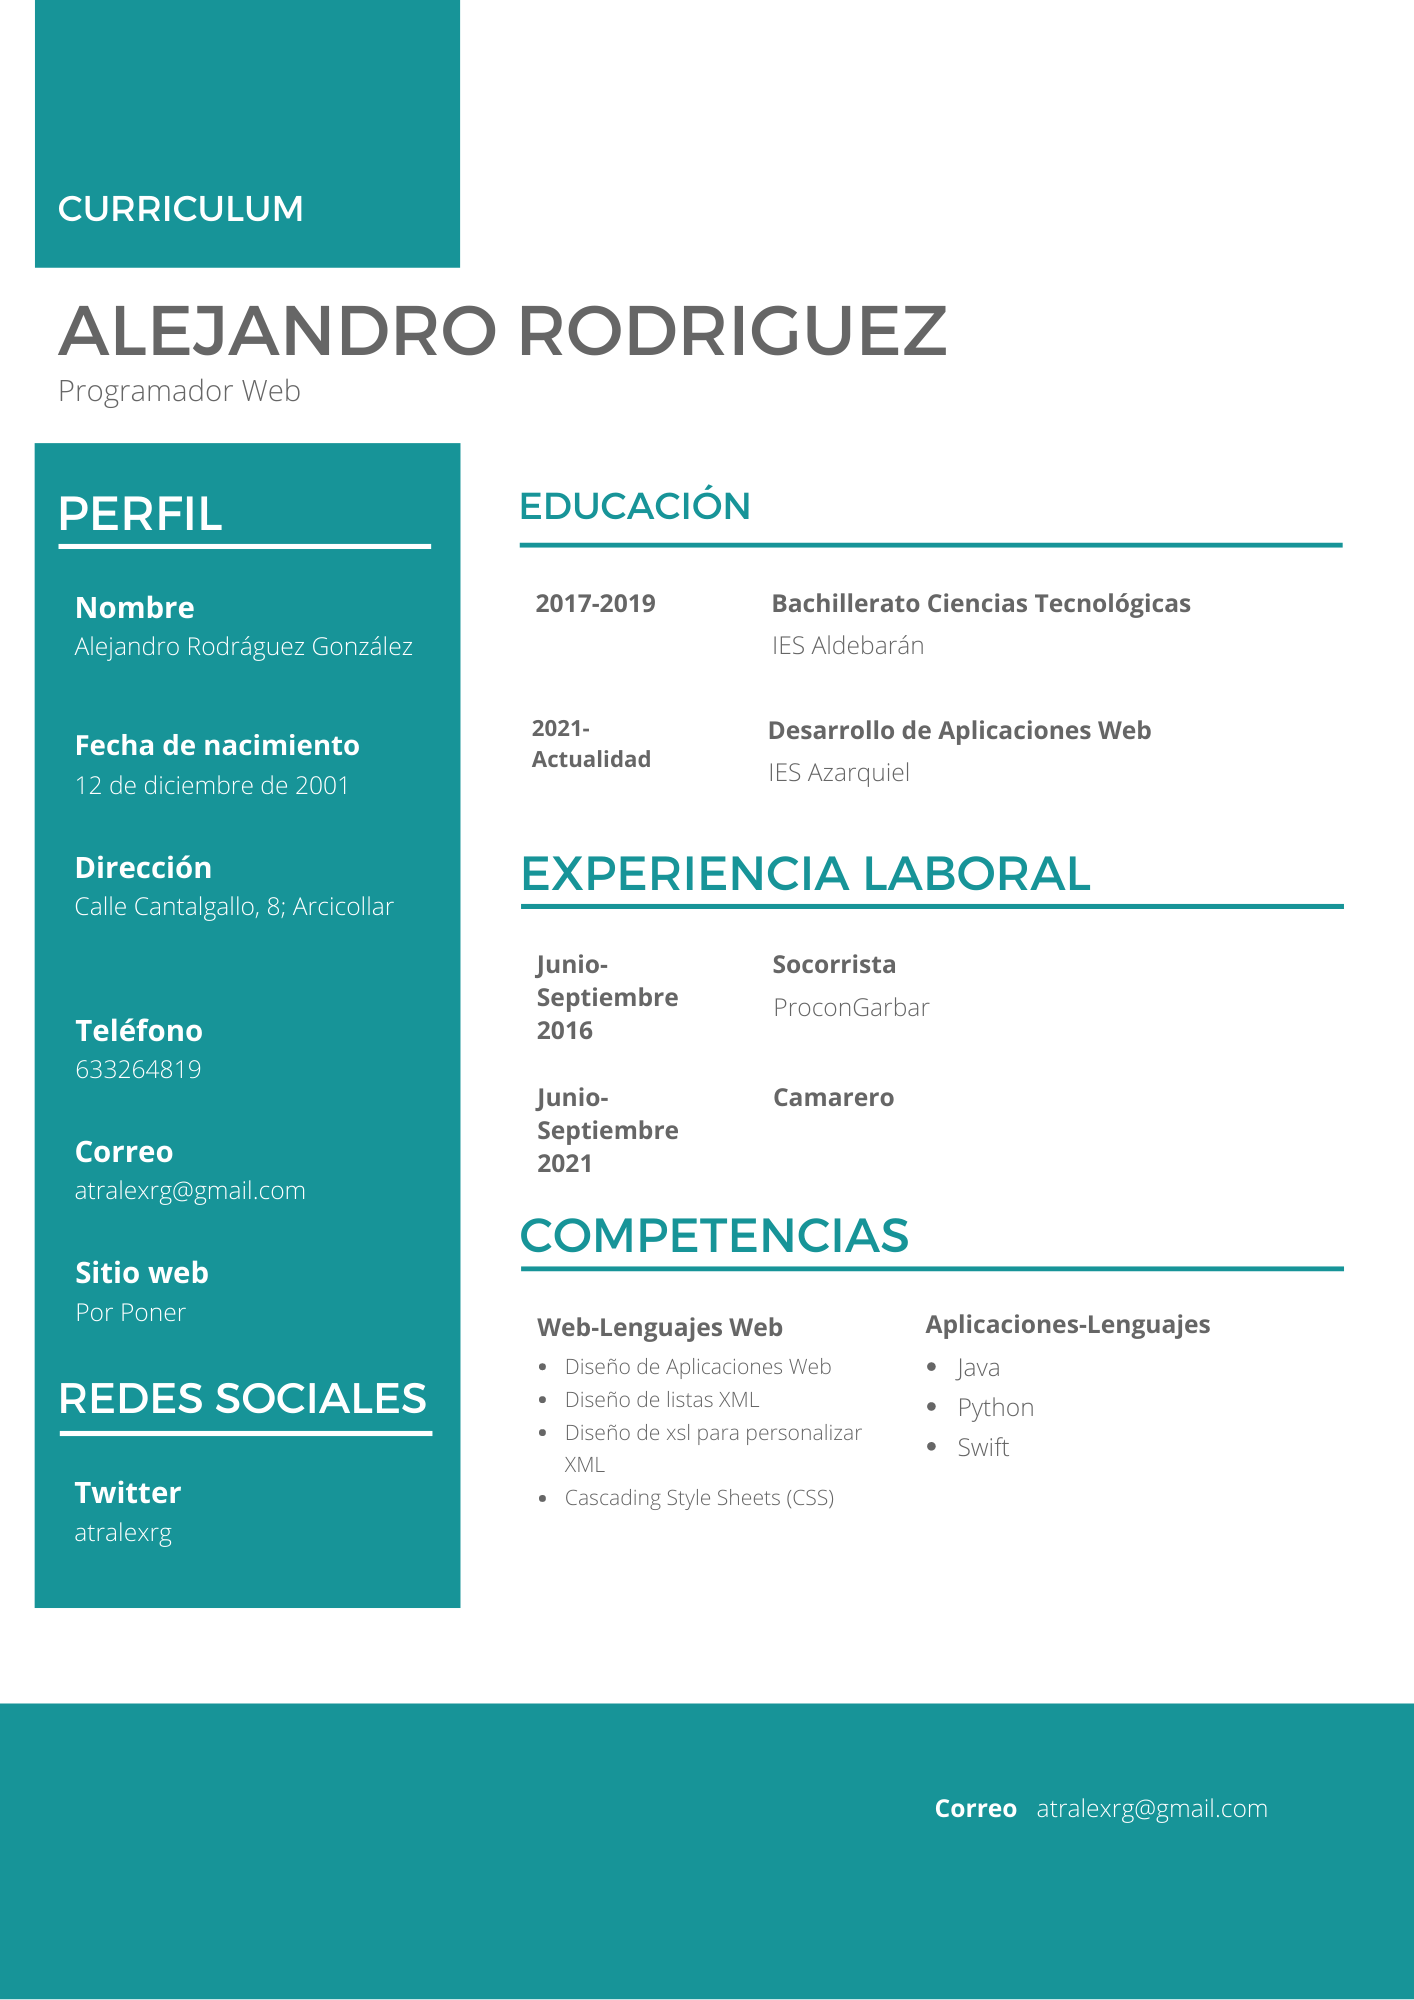 CURRICULUM
ALEJANDRO RODRIGUEZ
Programador Web
PERFIL
Nombre
Alejandro Rodráguez González
Fecha de nacimiento
12 de diciembre de 2001
Dirección
Calle Cantalgallo, 8; Arcicollar
Teléfono
633264819
Correo
atralexrg@gmail.com
Sitio web
Por Poner
REDES SOCIALES
Twitter
atralexrg
EDUCACIÓN
2017-2019
Bachillerato Ciencias Tecnológicas
IES Aldebarán
2021-
Actualidad
Desarrollo de Aplicaciones Web
IES Azarquiel
EXPERIENCIA LABORAL
Junio-
Septiembre
2016
Socorrista
ProconGarbar
Junio-
Septiembre
2021
Camarero
COMPETENCIAS
Web-Lenguajes Web
• Diseño de Aplicaciones Web
• Diseño de listas XML
• Diseño de xsl para personalizar
XML
• Cascading Style Sheets (CSS)
Aplicaciones-Lenguajes
• Java
• Python
• Swift
Correo atralexrg@gmail.com